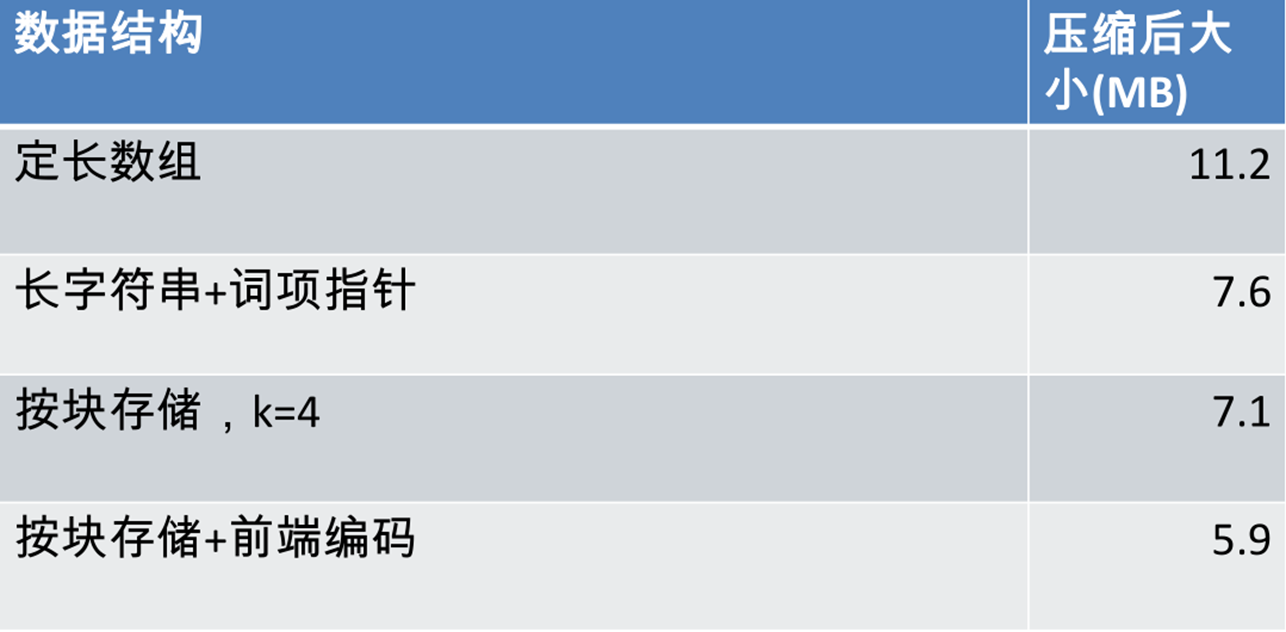 数据结构
压缩后大
小(MB)
定长数组
11.2
长字符串+词项指针
7.6
按块存储，k=4
7.1
按块存储+前端编码
5.9